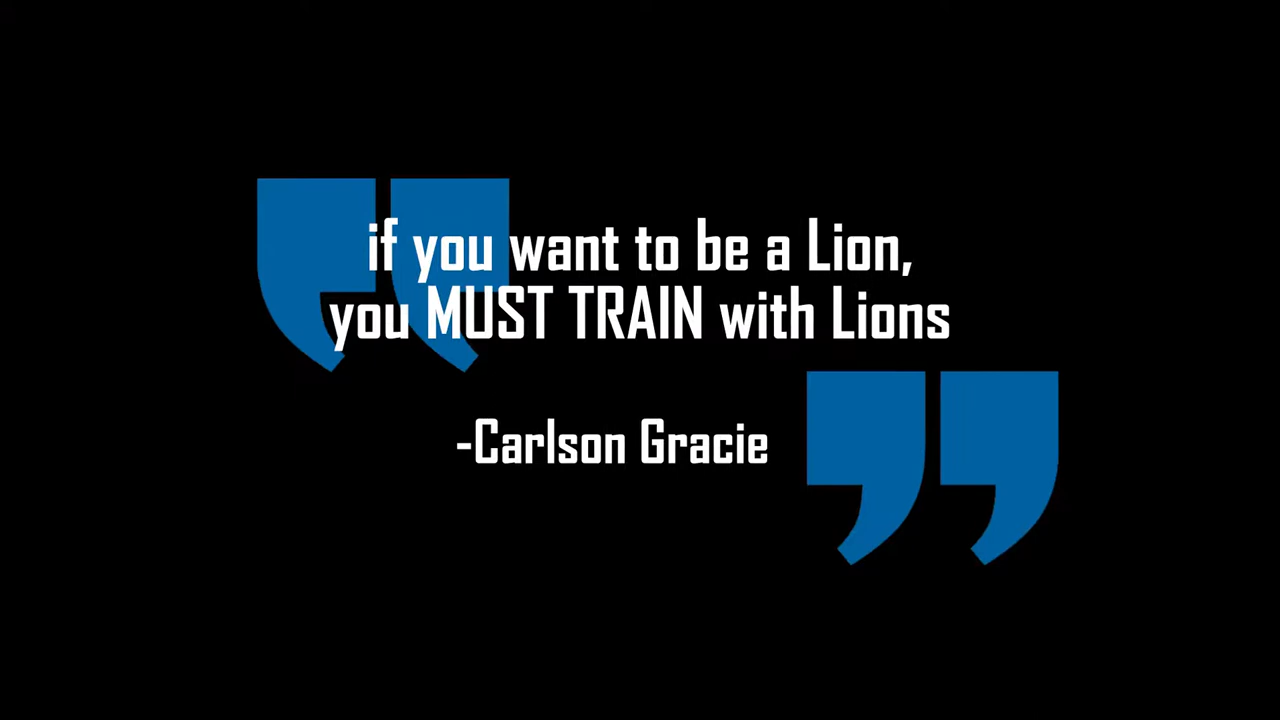 if you want to be a Lion,
you MUST TRAIN with Lions
-Carlson Gracie